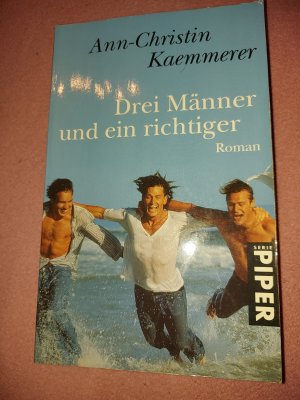 Ann-Christin
Kaemmerer
Drei Männer
und ein richtiger
Roman
SERIE
PIPER